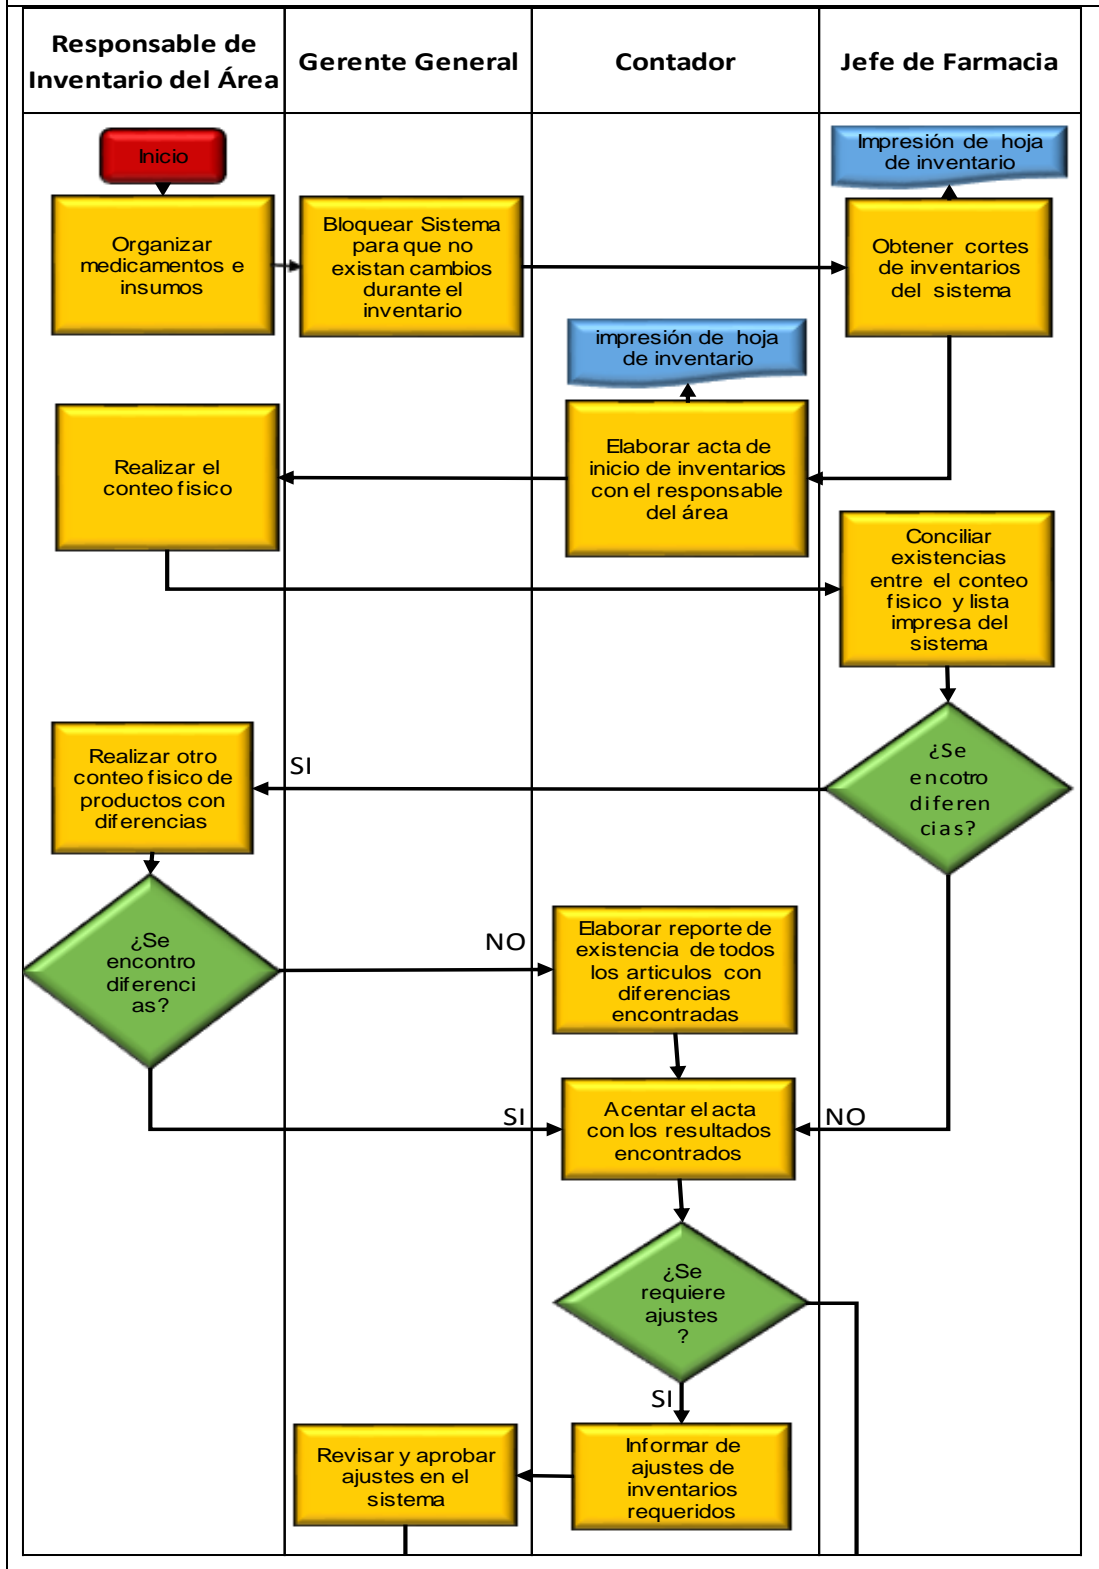 Responsable de
Inventario del Área
Gerente General
Contador
Jefe de Farmacia
Inicio
Impresión de hoja
de inventario
Organizar
medicamentos e
insumos
Bloquear Sistema
para que no
existan cambios
durante el
inventario
Obtener cortes
de inventarios
del sistema
impresión de hoja
de inventario
Realizar el
conteo fisico
Elaborar acta de
inicio de inventarios
con el responsable
del área
Conciliar
existencias
entre el conteo
fisico y lista
impresa del
sistema
Realizar otro
conteo fisico de
productos con
diferencias
SI
¿Se
encotro
diferen
cias?
¿Se
encontro
diferenci
as?
NO
Elaborar reporte de
existencia de todos
los articulos con
diferencias
encontradas
SI
Acentar el acta
con los resultados
encontrados
NO
¿Se
requiere
ajustes
?
SI
Revisar y aprobar
ajustes en el
sistema
Informar de
ajustes de
inventarios
requeridos